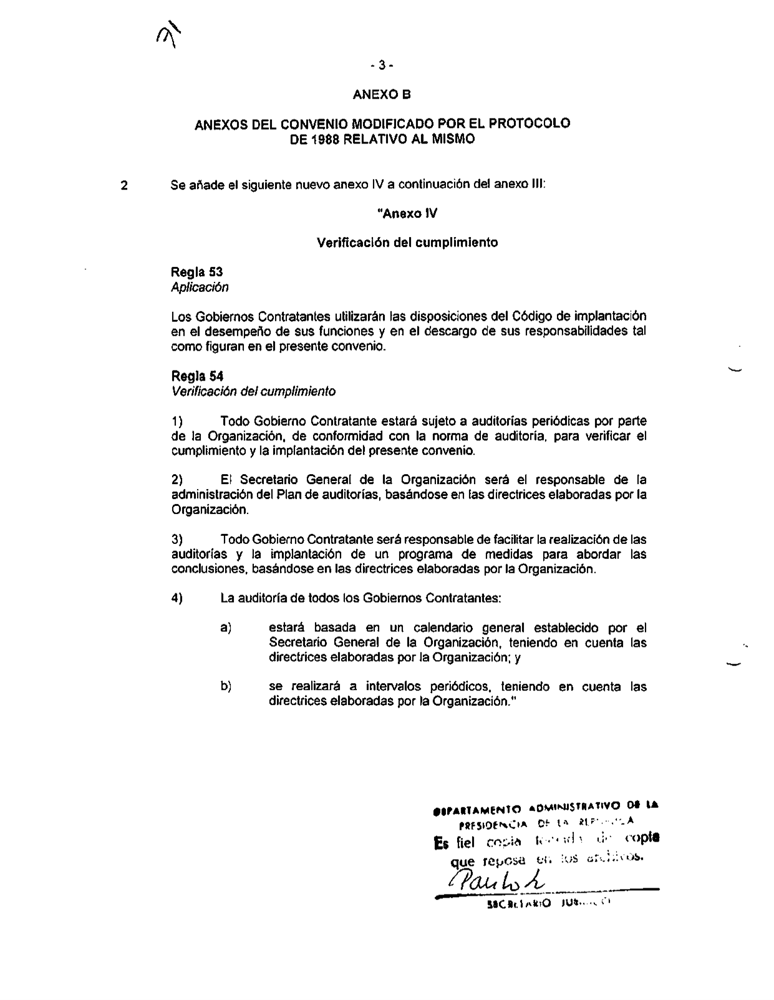 - 3 -
ANEXO B
ANEXOS DEL CONVENIO MODIFICADO POR EL PROTOCOLO
DE 1988 RELATIVO AL MISMO
2 Se añade el siguiente nuevo anexo IV a continuación del anexo III:
"Anexo IV
Verificación del cumplimiento
Regla 53
Aplicación
Los Gobiernos Contratantes utilizarán las disposiciones del Código de implantación
en el desempeño de sus funciones y en el descargo de sus responsabilidades tal
como figuran en el presente convenio.
Regla 54
Verificación del cumplimiento
1) Todo Gobierno Contratante estará sujeto a auditorías periódicas por parte
de la Organización, de conformidad con la norma de auditoría, para verificar el
cumplimiento y la implantación del presente convenio.
2) El Secretario General de la Organización será el responsable de la
administración del Plan de auditorías, basándose en las directrices elaboradas por la
Organización.
3) Todo Gobierno Contratante será responsable de facilitar la realización de las
auditorías y la implantación de un programa de medidas para abordar las
conclusiones, basándose en las directrices elaboradas por la Organización.
4) La auditoría de todos los Gobiernos Contratantes:
a) estará basada en un calendario general establecido por el
Secretario General de la Organización, teniendo en cuenta las
directrices elaboradas por la Organización; y
b) se realizará a intervalos periódicos, teniendo en cuenta las
directrices elaboradas por la Organización."
DEPARTAMENTO ADMINISTRATIVO DE LA
PRESIDENCIA DE LA
Es fiel copia de copia
que reposa en los archivos.
SECRETARIO